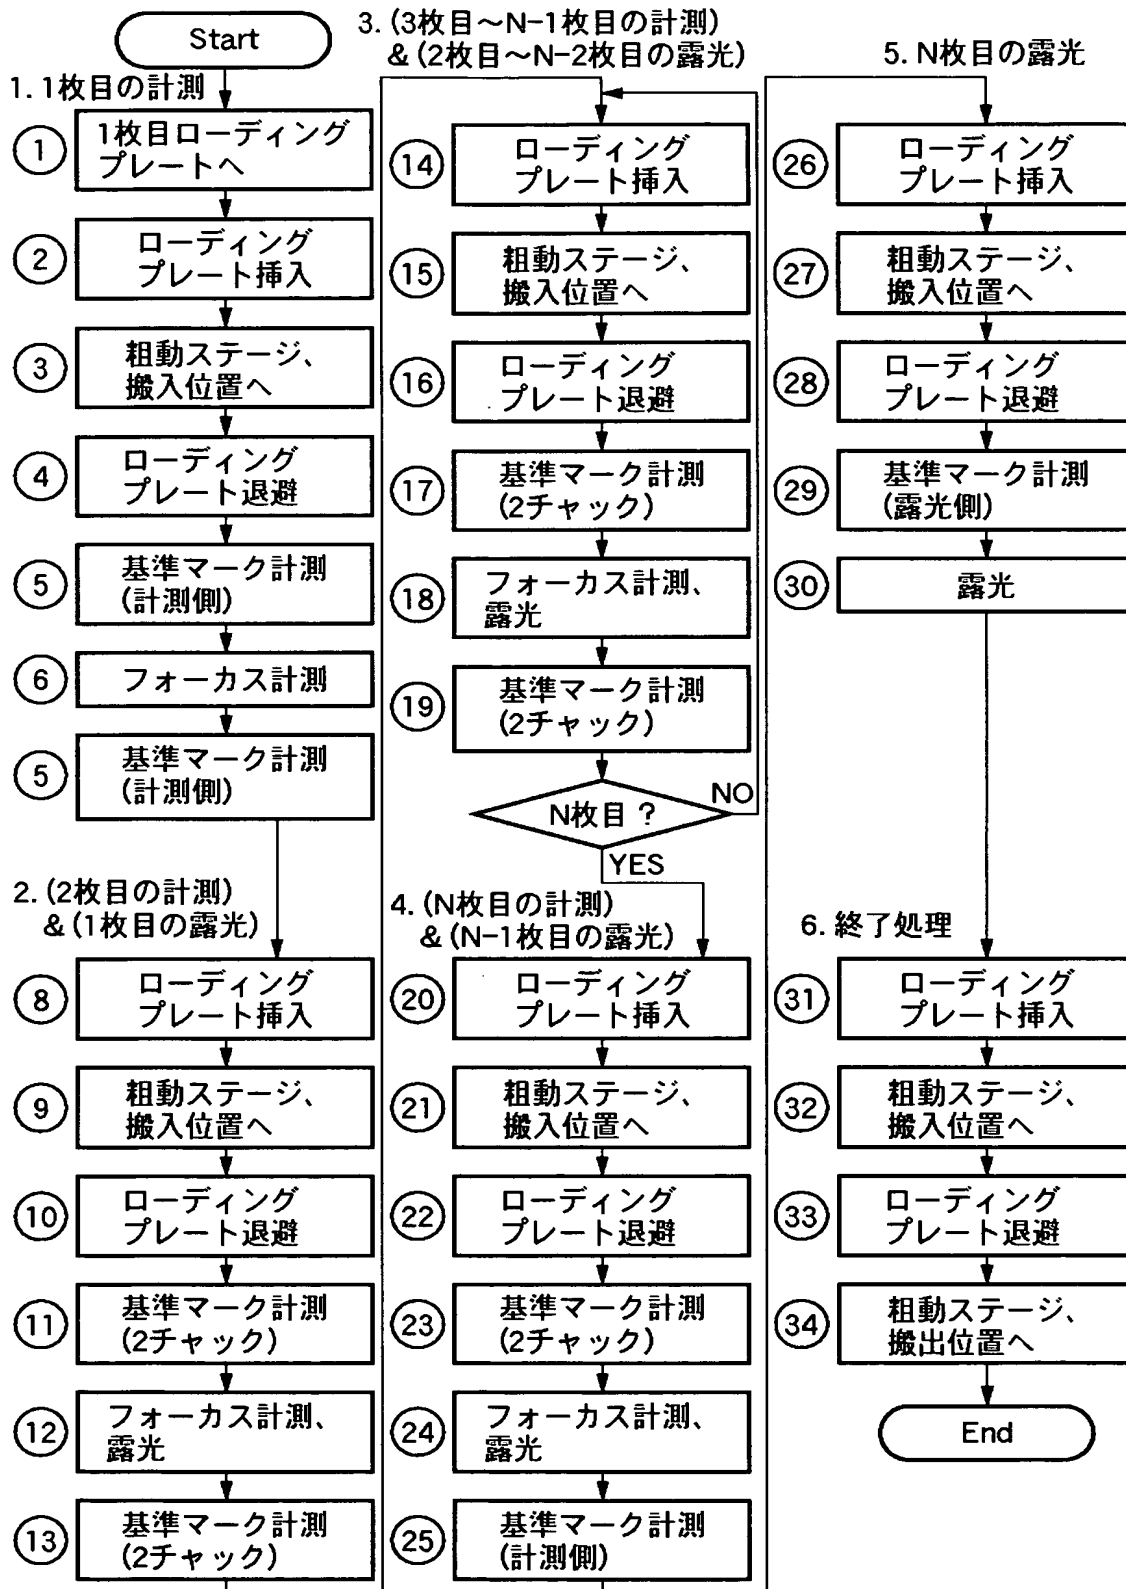 Start
1. 1枚目の計測
①
1枚目ローディング
プレートへ
②
ローディング
プレート挿入
③
粗動ステージ、
搬入位置へ
④
ローディング
プレート退避
⑤
基準マーク計測
(計測側)
⑥
フォーカス計測
⑤
基準マーク計測
(計測側)
2. (2枚目の計測)
& (1枚目の露光)
⑧
ローディング
プレート挿入
⑨
粗動ステージ、
搬入位置へ
⑩
ローディング
プレート退避
⑪
基準マーク計測
(2チャック)
⑫
フォーカス計測、
露光
⑬
基準マーク計測
(2チャック)
3. (3枚目～N-1枚目の計測)
& (2枚目～N-2枚目の露光)
⑭
ローディング
プレート挿入
⑮
粗動ステージ、
搬入位置へ
⑯
ローディング
プレート退避
⑰
基準マーク計測
(2チャック)
⑱
フォーカス計測、
露光
⑲
基準マーク計測
(2チャック)
N枚目 ?
NO
YES
4. (N枚目の計測)
& (N-1枚目の露光)
⑳
ローディング
プレート挿入
㉑
粗動ステージ、
搬入位置へ
㉒
ローディング
プレート退避
㉓
基準マーク計測
(2チャック)
㉔
フォーカス計測、
露光
㉕
基準マーク計測
(計測側)
5. N枚目の露光
㉖
ローディング
プレート挿入
㉗
粗動ステージ、
搬入位置へ
㉘
ローディング
プレート退避
㉙
基準マーク計測
(露光側)
㉚
露光
6. 終了処理
㉛
ローディング
プレート挿入
㉜
粗動ステージ、
搬入位置へ
㉝
ローディング
プレート退避
㉞
粗動ステージ、
搬出位置へ
End